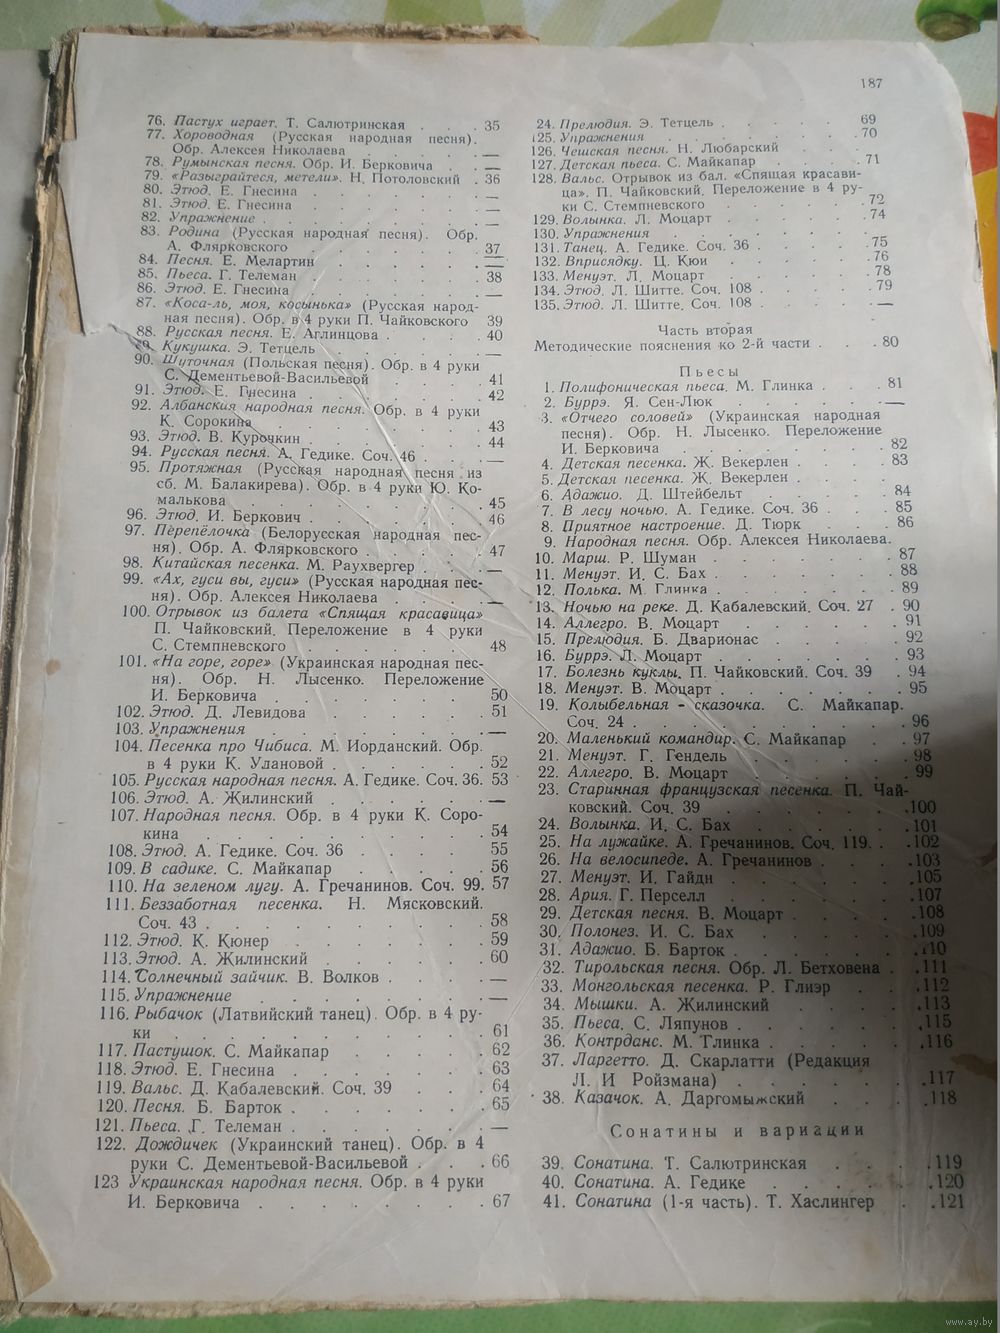 187
76. Пастух играет. Т. Салютринская . . . 35
77. Хороводная (Русская народная песня).
Обр. Алексея Николаева . . . . —
78. Румынская песня. Обр. И. Берковича . . —
79. «Разыграйтеся, метели». Н. Потоловский . 36
80. Этюд. Е. Гнесина . . . . . . —
81. Этюд. Е. Гнесина . . . . . . —
82. Упражнение . . . . . . . —
83. Родина (Русская народная песня). Обр.
А. Флярковского . . . . . . 37
84. Песня. Е. Мелартин . . . . . —
85. Пьеса. Г. Телеман . . . . . . 38
86. Этюд. Е. Гнесина . . . . . . —
87. «Коса-ль, моя, косынька» (Русская народ-
ная песня). Обр. в 4 руки П. Чайковского 39
88. Русская песня. Е. Аглинцова . . . . 40
89. Кукушка. Э. Тетцель . . . . . —
90. Шуточная (Польская песня). Обр. в 4 руки
С. Дементьевой-Васильевой . . . . 41
91. Этюд. Е. Гнесина . . . . . . 42
92. Албанская народная песня. Обр. в 4 руки
К. Сорокина . . . . . . . 43
93. Этюд. В. Курочкин . . . . . . 44
94. Русская песня. А. Гедике. Соч. 46 . . . —
95. Протяжная (Русская народная песня из
сб. М. Балакирева). Обр. в 4 руки Ю. Ко-
малькова . . . . . . . . 45
96. Этюд. И. Беркович . . . . . . 46
97. Перепёлочка (Белорусская народная пес-
ня). Обр. А. Флярковского . . . . . 47
98. Китайская песенка. М. Раухвергер . . . —
99. «Ах, гуси вы, гуси» (Русская народная пес-
ня). Обр. Алексея Николаева . . . . —
100. Отрывок из балета «Спящая красавица»
П. Чайковский. Переложение в 4 руки
С. Стемпневского . . . . . . 48
101. «На горе, горе» (Украинская народная пес-
ня). Обр. Н. Лысенко. Переложение
И. Берковича . . . . . . . 50
102. Этюд. Д. Левидова . . . . . . 51
103. Упражнения . . . . . . . —
104. Песенка про Чибиса. М. Иорданский. Обр.
в 4 руки К. Улановой . . . . . . 52
105. Русская народная песня. А. Гедике. Соч. 36. 53
106. Этюд. А. Жилинский . . . . . . —
107. Народная песня. Обр. в 4 руки К. Соро-
кина . . . . . . . . . 54
108. Этюд. А. Гедике. Соч. 36 . . . . 55
109. В садике. С. Майкапар . . . . . 56
110. На зеленом лугу. А. Гречанинов. Соч. 99. 57
111. Беззаботная песенка. Н. Мясковский.
Соч. 43 . . . . . . . . . 58
112. Этюд. К. Кюнер . . . . . . 59
113. Этюд. А. Жилинский . . . . . 60
114. Солнечный зайчик. В. Волков . . . . —
115. Упражнение . . . . . . . —
116. Рыбачок (Латвийский танец). Обр. в 4 ру-
ки . . . . . . . . . . 61
117. Пастушок. С. Майкапар . . . . . 62
118. Этюд. Е. Гнесина . . . . . . 63
119. Вальс. Д. Кабалевский. Соч. 39 . . . 64
120. Песня. Б. Барток . . . . . . . 65
121. Пьеса. Г. Телеман . . . . . . . —
122. Дождичек (Украинский танец). Обр. в 4
руки С. Дементьевой-Васильевой . . . 66
123 Украинская народная песня. Обр. в 4 руки
И. Берковича . . . . . . . 67
24. Прелюдия. Э. Тетцель . . . . . 69
125. Упражнения . . . . . . . 70
126. Чешская песня. Н. Любарский . . . .
127. Детская пьеса. С. Майкапар . . . . 71
128. Вальс. Отрывок из бал. «Спящая красави-
ца». П. Чайковский. Переложение в 4 ру-
ки С. Стемпневского . . . . . 72
129. Волынка. Л. Моцарт . . . . . . 74
130. Упражнения . . . . . . .
131. Танец. А. Гедике. Соч. 36 . . . . . 75
132. Вприсядку. Ц. Кюи . . . . . . 76
133. Менуэт. Л. Моцарт . . . . . . 78
134. Этюд. Л. Шитте. Соч. 108 . . . . . 79
135. Этюд. Л. Шитте. Соч. 108 . . . . . —
Часть вторая
Методические пояснения ко 2-й части . . . 80
Пьесы
1. Полифоническая пьеса. М. Глинка . . . 81
2. Буррэ. Я. Сен-Люк . . . . . . —
3. «Отчего соловей» (Украинская народная
песня). Обр. Н. Лысенко. Переложение
И. Берковича . . . . . . . 82
4. Детская песенка. Ж. Векерлен . . . . 83
5. Детская песенка. Ж. Векерлен . . . .
6. Адажио. Д. Штейбельт . . . . . 84
7. В лесу ночью. А. Гедике. Соч. 36 . . . 85
8. Приятное настроение. Д. Тюрк . . . 86
9. Народная песня. Обр. Алексея Николаева.
10. Марш. Р. Шуман . . . . . . 87
11. Менуэт. И. С. Бах . . . . . . . 88
12. Полька. М. Глинка . . . . . . . 89
13. Ночью на реке. Д. Кабалевский. Соч. 27 . 90
14. Аллегро. В. Моцарт . . . . . . 91
15. Прелюдия. Б. Дварионас . . . . . 92
16. Буррэ. Л. Моцарт . . . . . . . 93
17. Болезнь куклы. П. Чайковский. Соч. 39 . 94
18. Менуэт. В. Моцарт . . . . . . . 95
19. Колыбельная - сказочка. С. Майкапар.
Соч. 24 . . . . . . . . . . 96
20. Маленький командир. С. Майкапар . . 97
21. Менуэт. Г. Гендель . . . . . . 98
22. Аллегро. В. Моцарт . . . . . . 99
23. Старинная французская песенка. П. Чай-
ковский. Соч. 39 . . . . . . . 100
24. Волынка. И. С. Бах . . . . . . 101
25. На лужайке. А. Гречанинов. Соч. 119. . . 102
26. На велосипеде. А. Гречанинов . . . . 103
27. Менуэт. И. Гайдн . . . . . . . 105
28. Ария. Г. Перселл . . . . . . . 107
29. Детская песня. В. Моцарт . . . . . 108
30. Полонез. И. С. Бах . . . . . . 109
31. Адажио. Б. Барток . . . . . . . 110
32. Тирольская песня. Обр. Л. Бетховена . . 111
33. Монгольская песенка. Р. Глиэр . . . 112
34. Мышки. А. Жилинский . . . . . 113
35. Пьеса. С. Ляпунов . . . . . . . 115
36. Контрданс. М. Глинка . . . . . . 116
37. Ларгетто. Д. Скарлатти (Редакция
Л. И Ройзмана) . . . . . . . 117
38. Казачок. А. Даргомыжский . . . . 118
Сонатины и вариации
39. Сонатина. Т. Салютринская . . . . 119
40. Сонатина. А. Гедике . . . . . . 120
41. Сонатина (1-я часть). Т. Хаслингер . . 121
www.ay.by